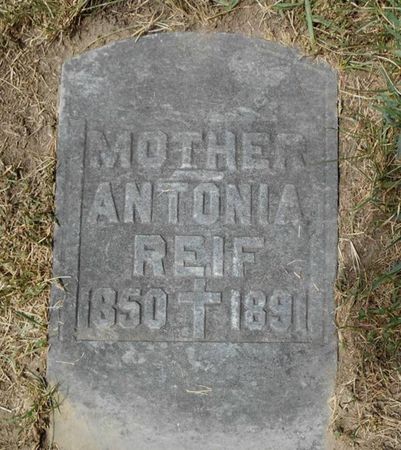 MOTHER
ANTONIA
REIF
1850 1891